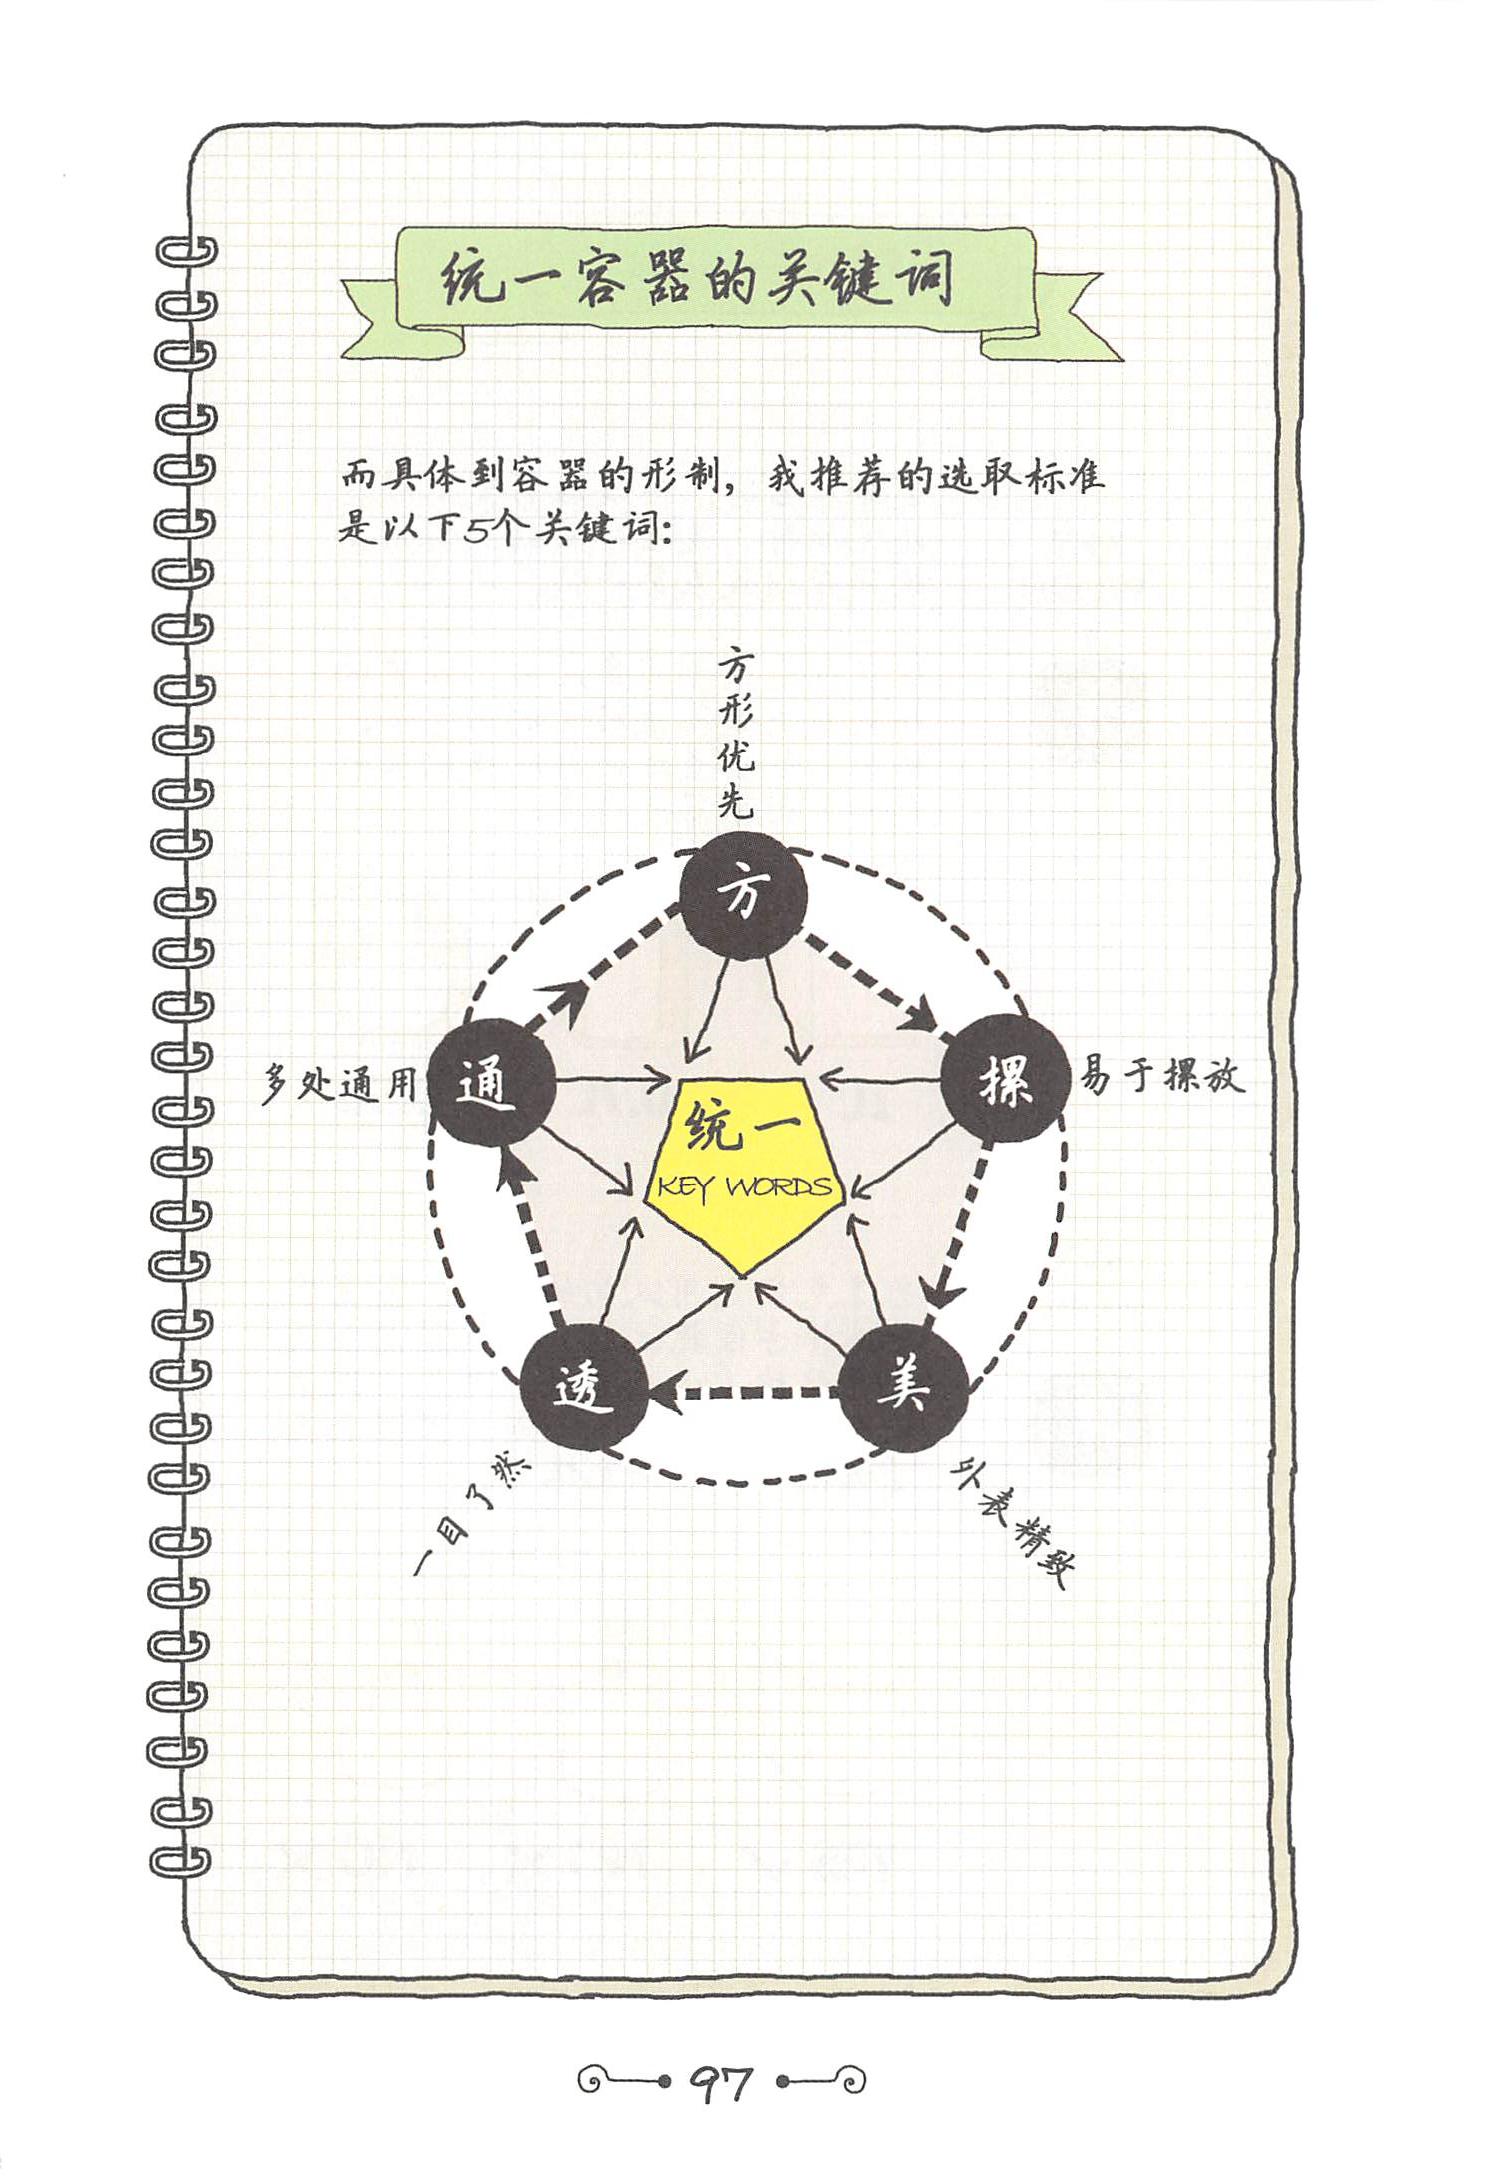 统一容器的关键词
而具体到容器的形制，我推荐的选取标准
是以下5个关键词：
方形优先
方
通
多处通用
摞
易于摞放
统一
KEY WORDS
透
一目了然
美
外表精致
97